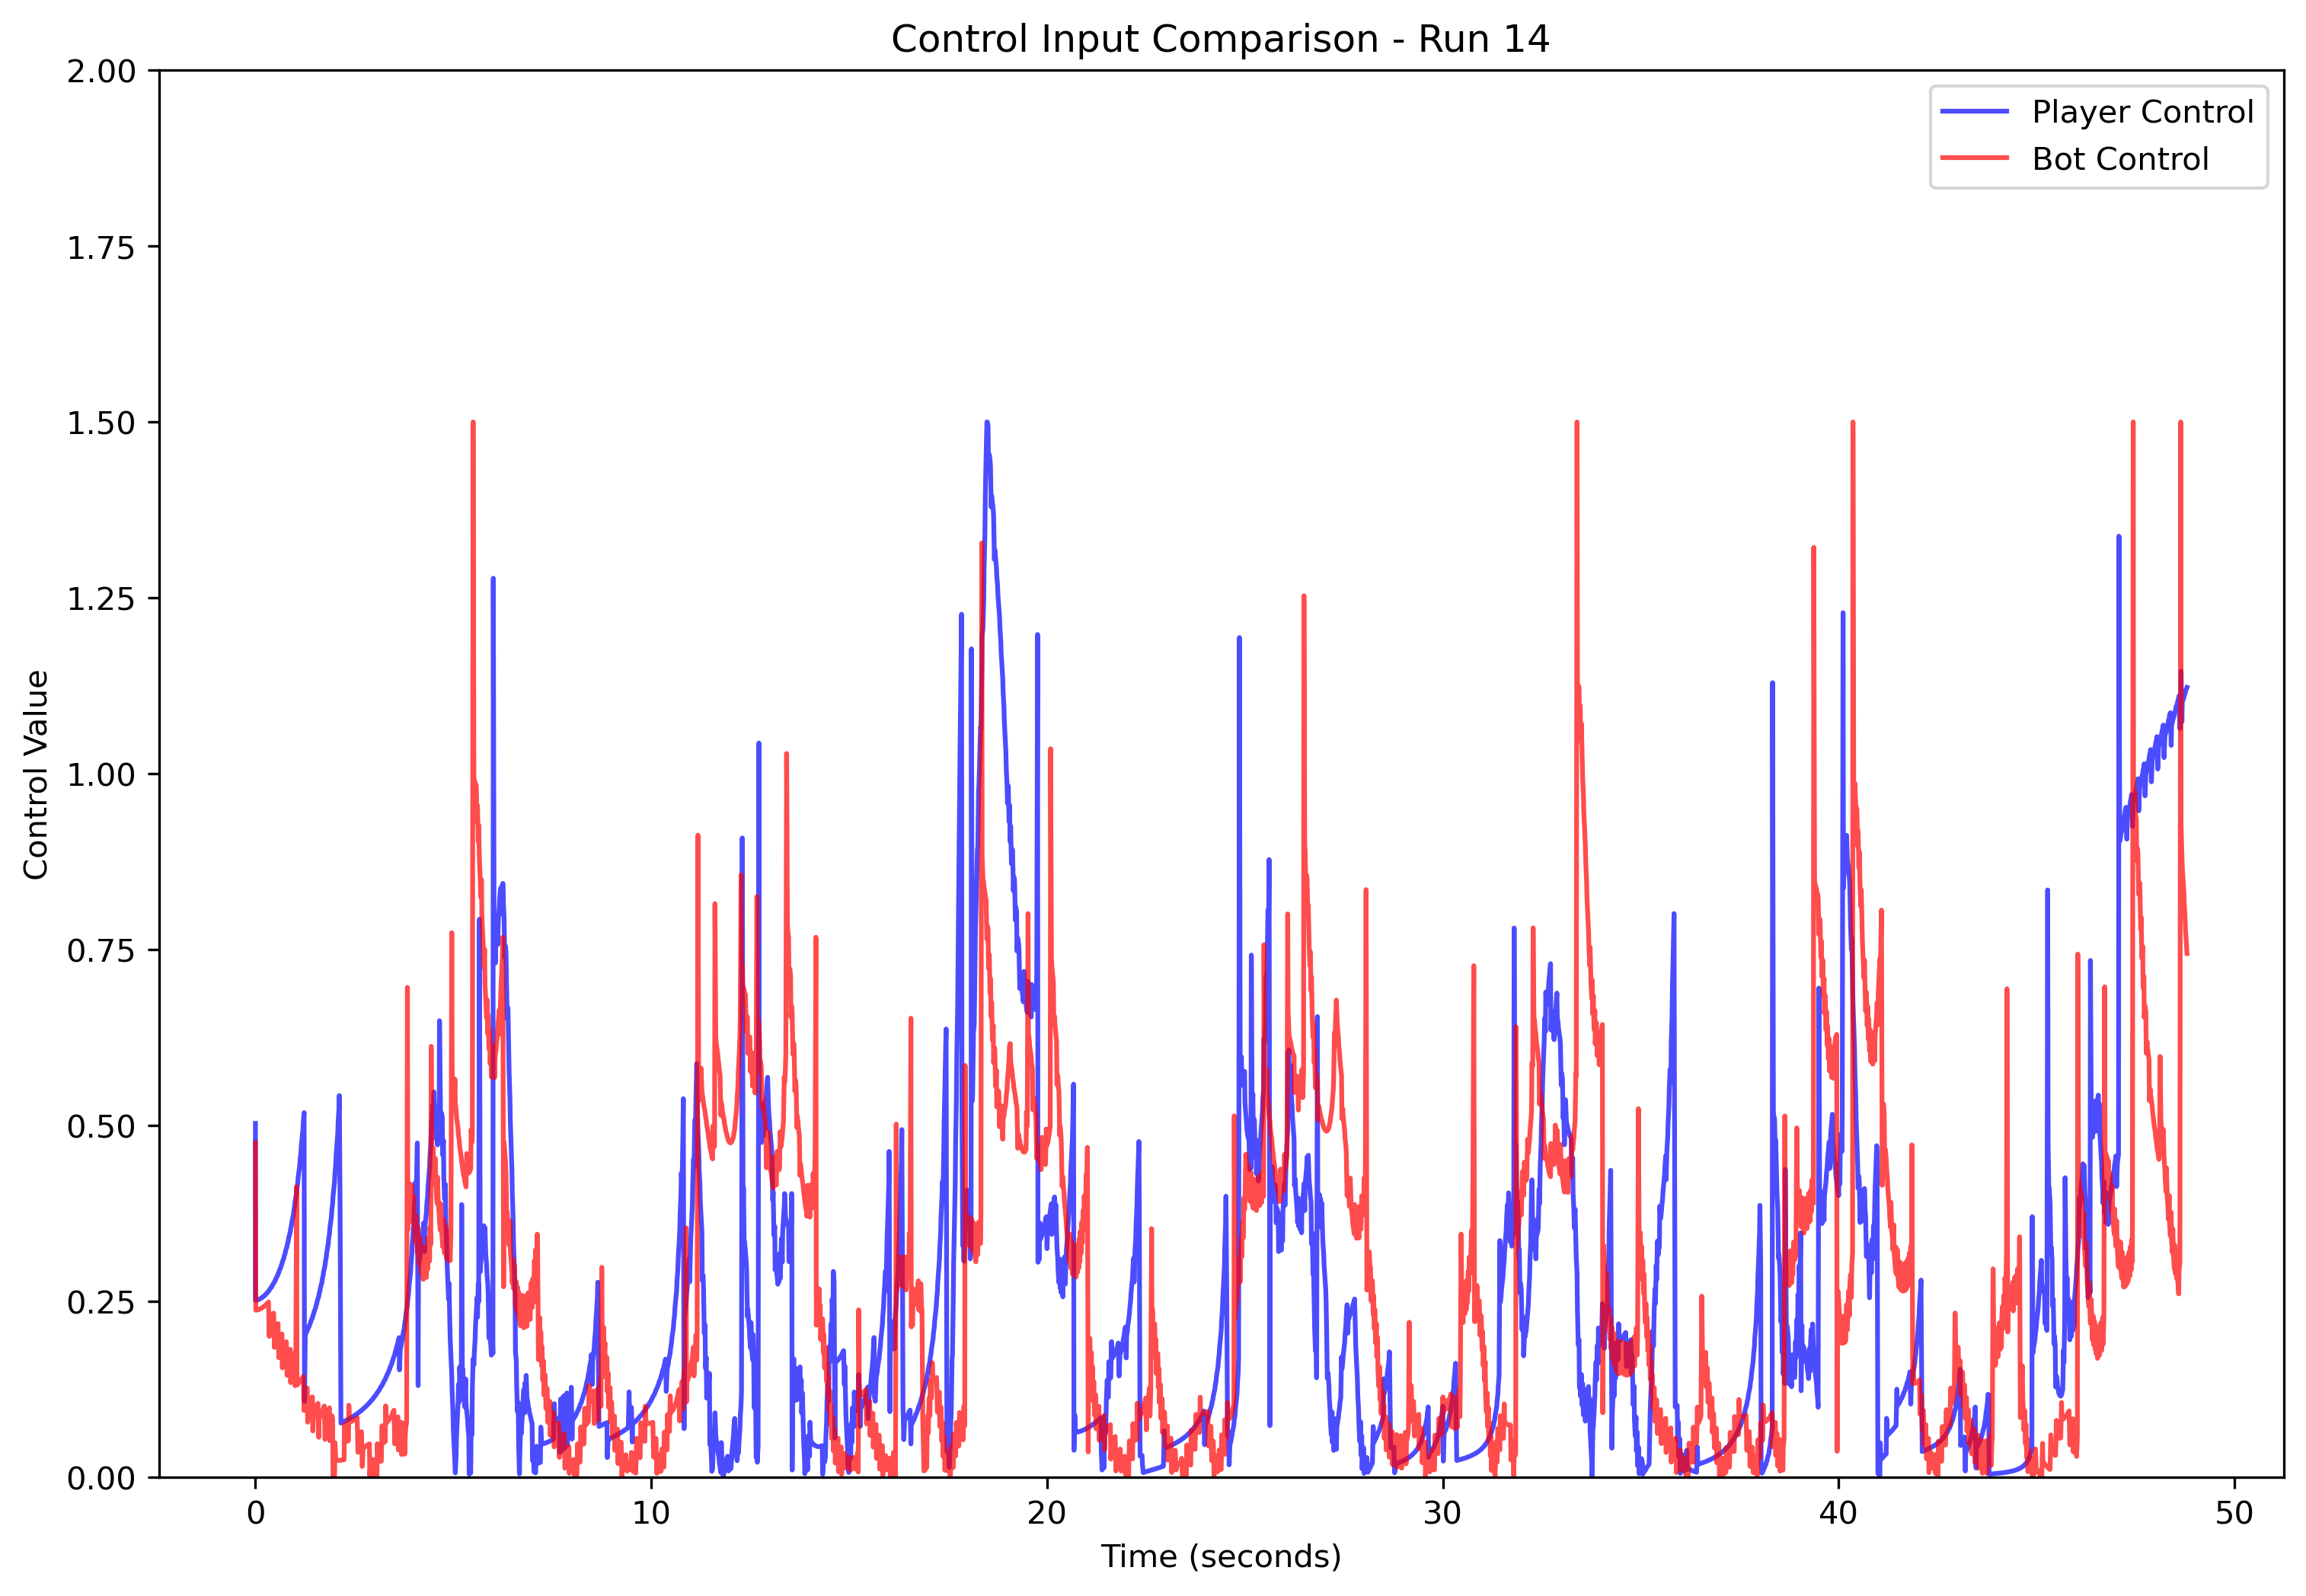 Control Input Comparison - Run 14
2.00
1.75
1.50
1.25
1.00
0.75
0.50
0.25
0.00
Control Value
Player Control
Bot Control
0 10 20 30 40 50
Time (seconds)